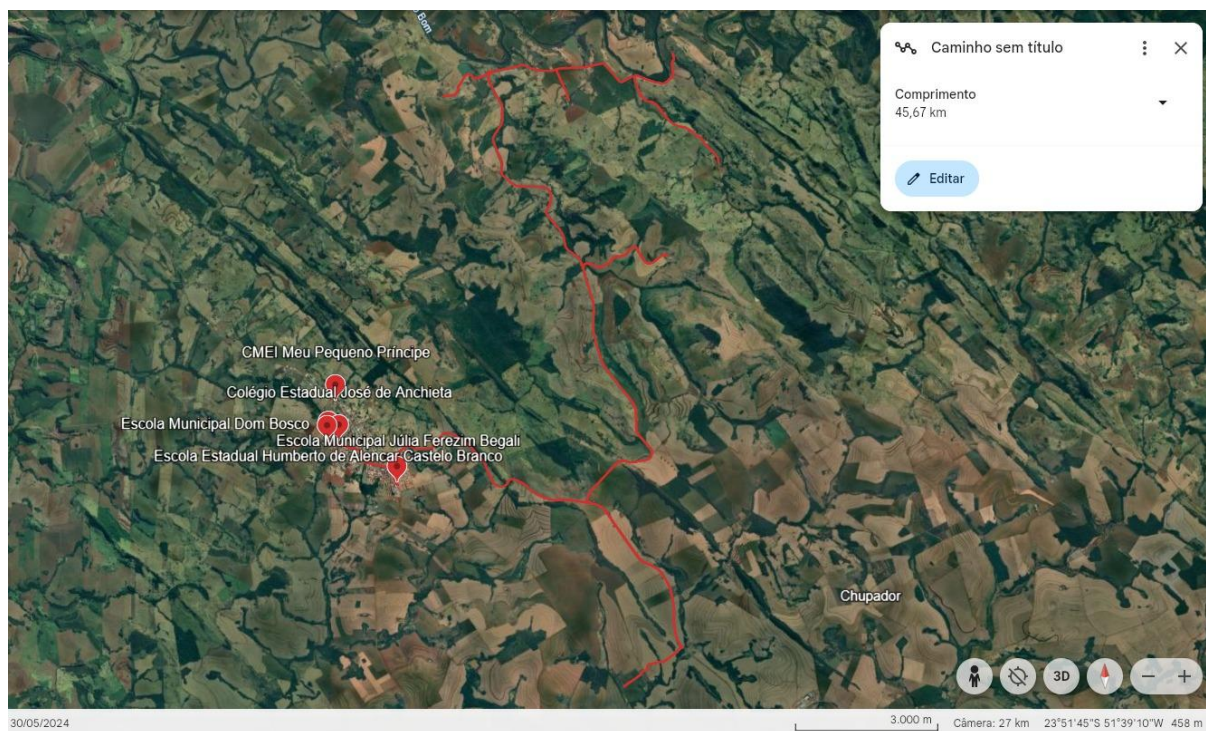 Bom
Caminho sem título
Comprimento
45,67 km
Editar
CMEI Meu Pequeno Príncipe
Colégio Estadual José de Anchieta
Escola Municipal Dom Bosco
Escola Municipal Júlia Ferezim Begali
Escola Estadual Humberto de Alencar Castelo Branco
Chupador
3D
30/05/2024
3.000 m
Câmera: 27 km
23°51'45"S 51°39'10"W
458 m